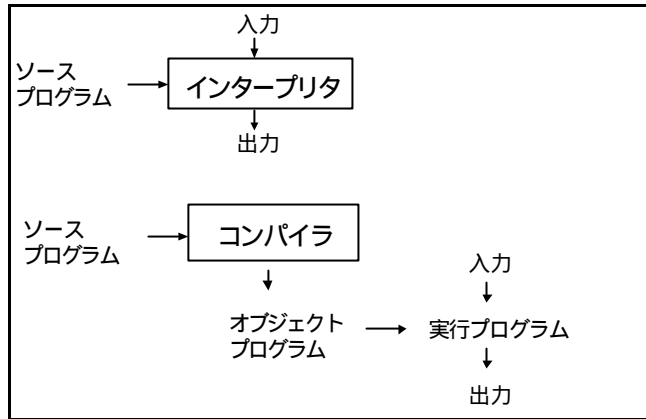 入力
ソース
プログラム
インタープリタ
出力
ソース
プログラム
コンパイラ
入力
オブジェクト
プログラム
実行プログラム
出力